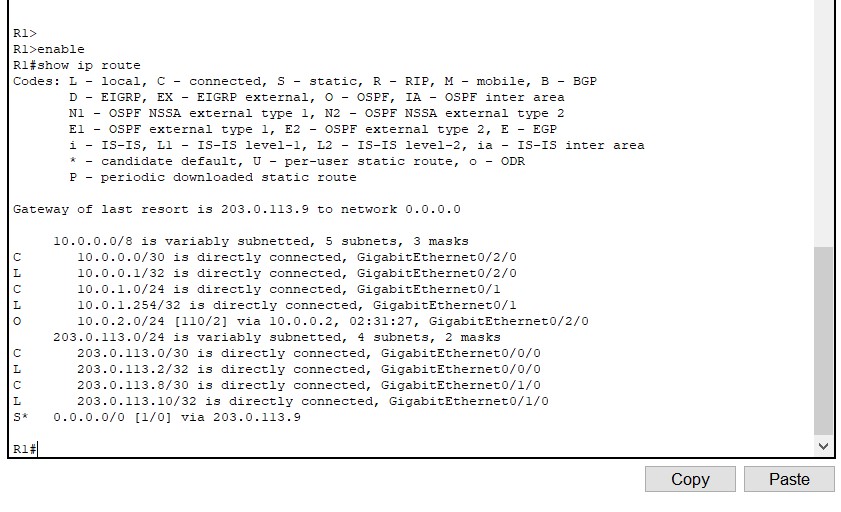 R1>
R1>enable
R1#show ip route
Codes: L - local, C - connected, S - static, R - RIP, M - mobile, B - BGP
       D - EIGRP, EX - EIGRP external, O - OSPF, IA - OSPF inter area
       N1 - OSPF NSSA external type 1, N2 - OSPF NSSA external type 2
       E1 - OSPF external type 1, E2 - OSPF external type 2, E - EGP
       i - IS-IS, L1 - IS-IS level-1, L2 - IS-IS level-2, ia - IS-IS inter area
       * - candidate default, U - per-user static route, o - ODR
       P - periodic downloaded static route

Gateway of last resort is 203.0.113.9 to network 0.0.0.0

     10.0.0.0/8 is variably subnetted, 5 subnets, 3 masks
C       10.0.0.0/30 is directly connected, GigabitEthernet0/2/0
L       10.0.0.1/32 is directly connected, GigabitEthernet0/2/0
C       10.0.1.0/24 is directly connected, GigabitEthernet0/1
L       10.0.1.254/32 is directly connected, GigabitEthernet0/1
O       10.0.2.0/24 [110/2] via 10.0.0.2, 02:31:27, GigabitEthernet0/2/0
     203.0.113.0/24 is variably subnetted, 4 subnets, 2 masks
C       203.0.113.0/30 is directly connected, GigabitEthernet0/0/0
L       203.0.113.2/32 is directly connected, GigabitEthernet0/0/0
C       203.0.113.8/30 is directly connected, GigabitEthernet0/1/0
L       203.0.113.10/32 is directly connected, GigabitEthernet0/1/0
S*   0.0.0.0/0 [1/0] via 203.0.113.9

R1#
Copy
Paste